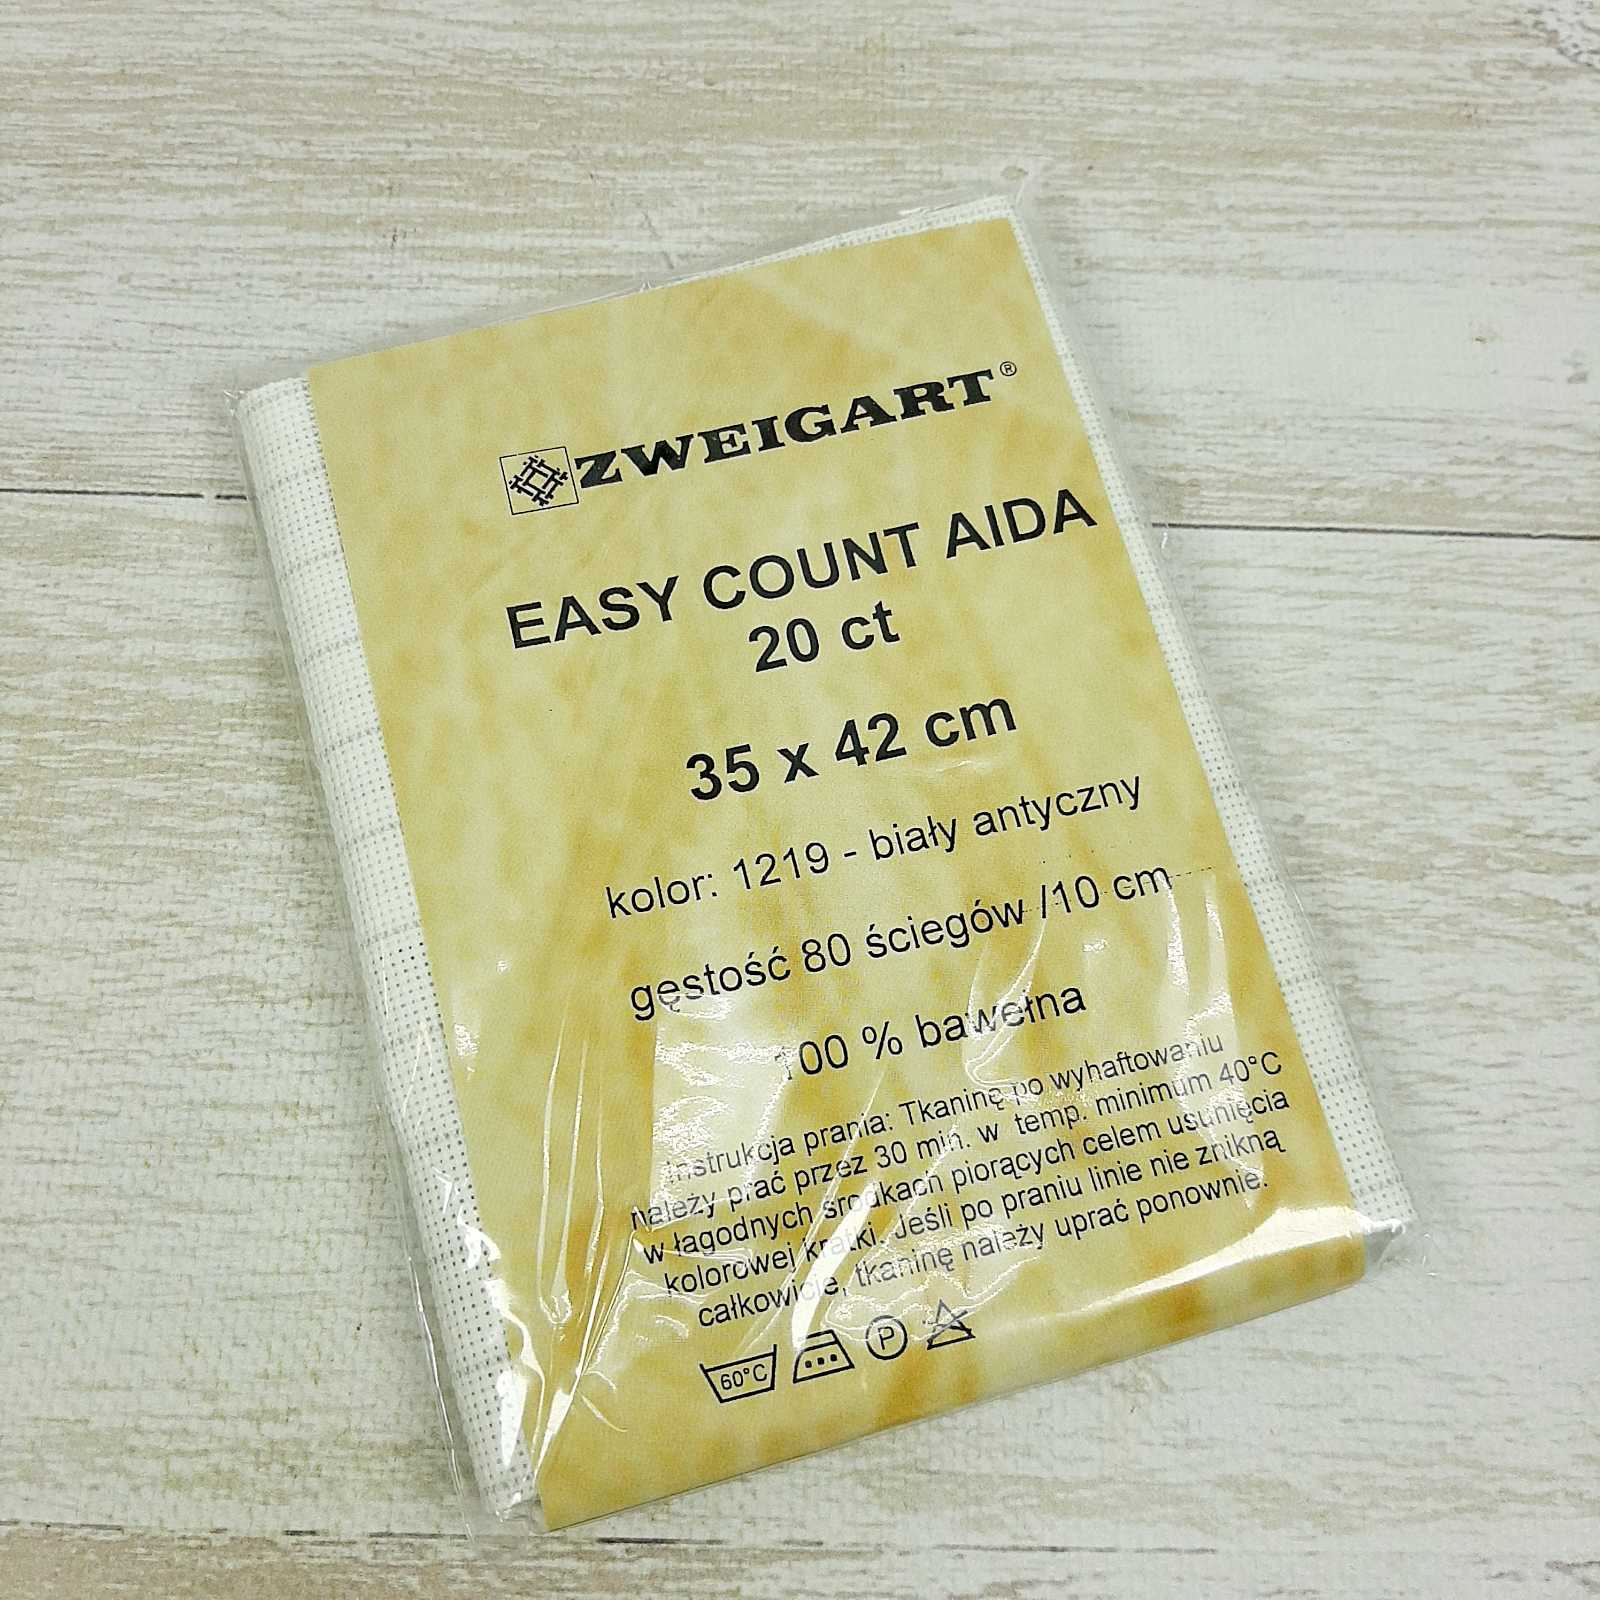 ZWEIGART®
EASY COUNT AIDA
20 ct
35 x 42 cm
kolor: 1219 - biały antyczny
gęstość 80 ściegów /10 cm
100 % bawełna
Instrukcja prania: Tkaninę po wyhaftowaniu
należy prać przez 30 min. w temp. minimum 40°C
w łagodnych środkach piorących celem usunięcia
kolorowej kratki. Jeśli po praniu linie nie znikną
całkowicie, tkaninę należy uprać ponownie.
60°C P